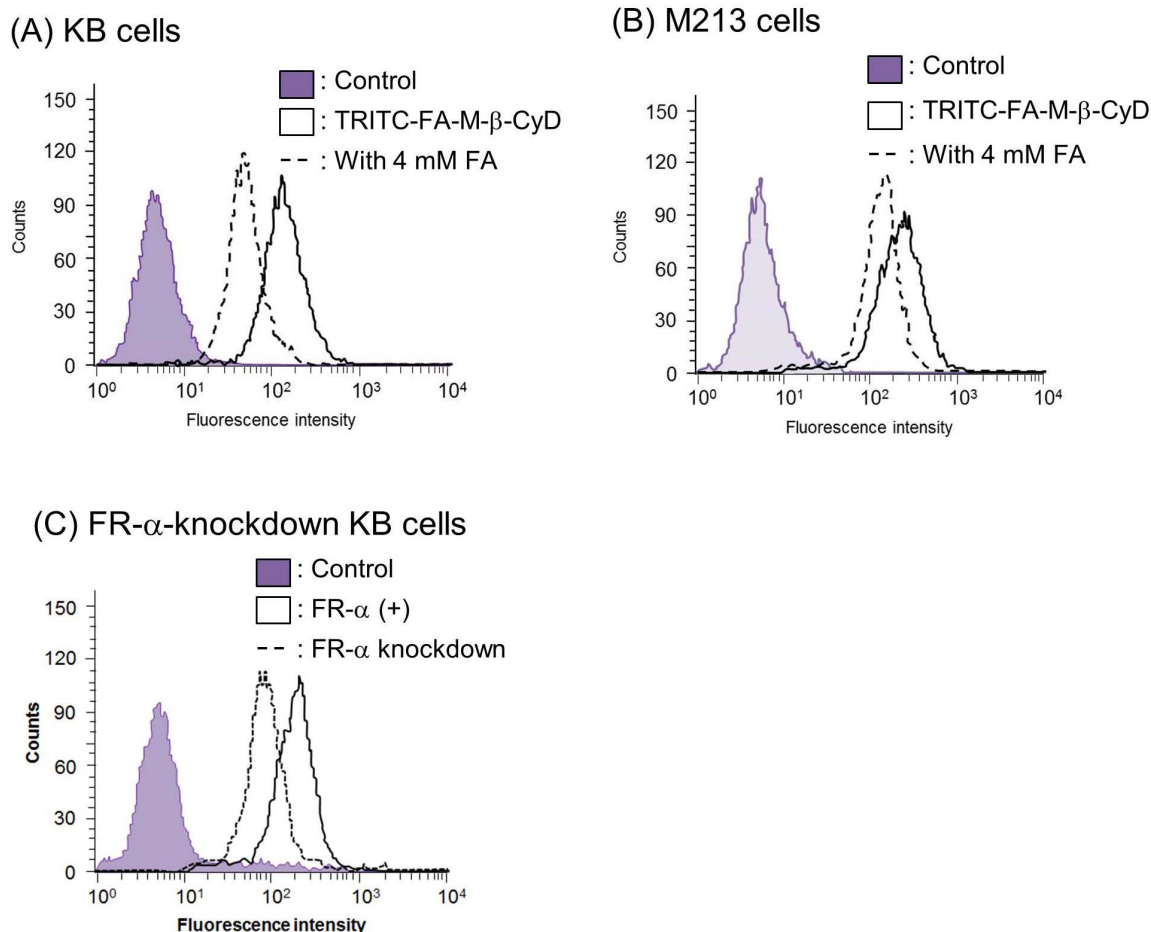 (A) KB cells
: Control
: TRITC-FA-M-β-CyD
: With 4 mM FA
150
120
90
60
30
0
Counts
10⁰ 10¹ 10² 10³ 10⁴
Fluorescence intensity
(B) M213 cells
: Control
: TRITC-FA-M-β-CyD
: With 4 mM FA
150
120
90
60
30
0
Counts
10⁰ 10¹ 10² 10³ 10⁴
Fluorescence intensity
(C) FR-α-knockdown KB cells
: Control
: FR-α (+)
: FR-α knockdown
150
120
90
60
30
0
Counts
10⁰ 10¹ 10² 10³ 10⁴
Fluorescence intensity